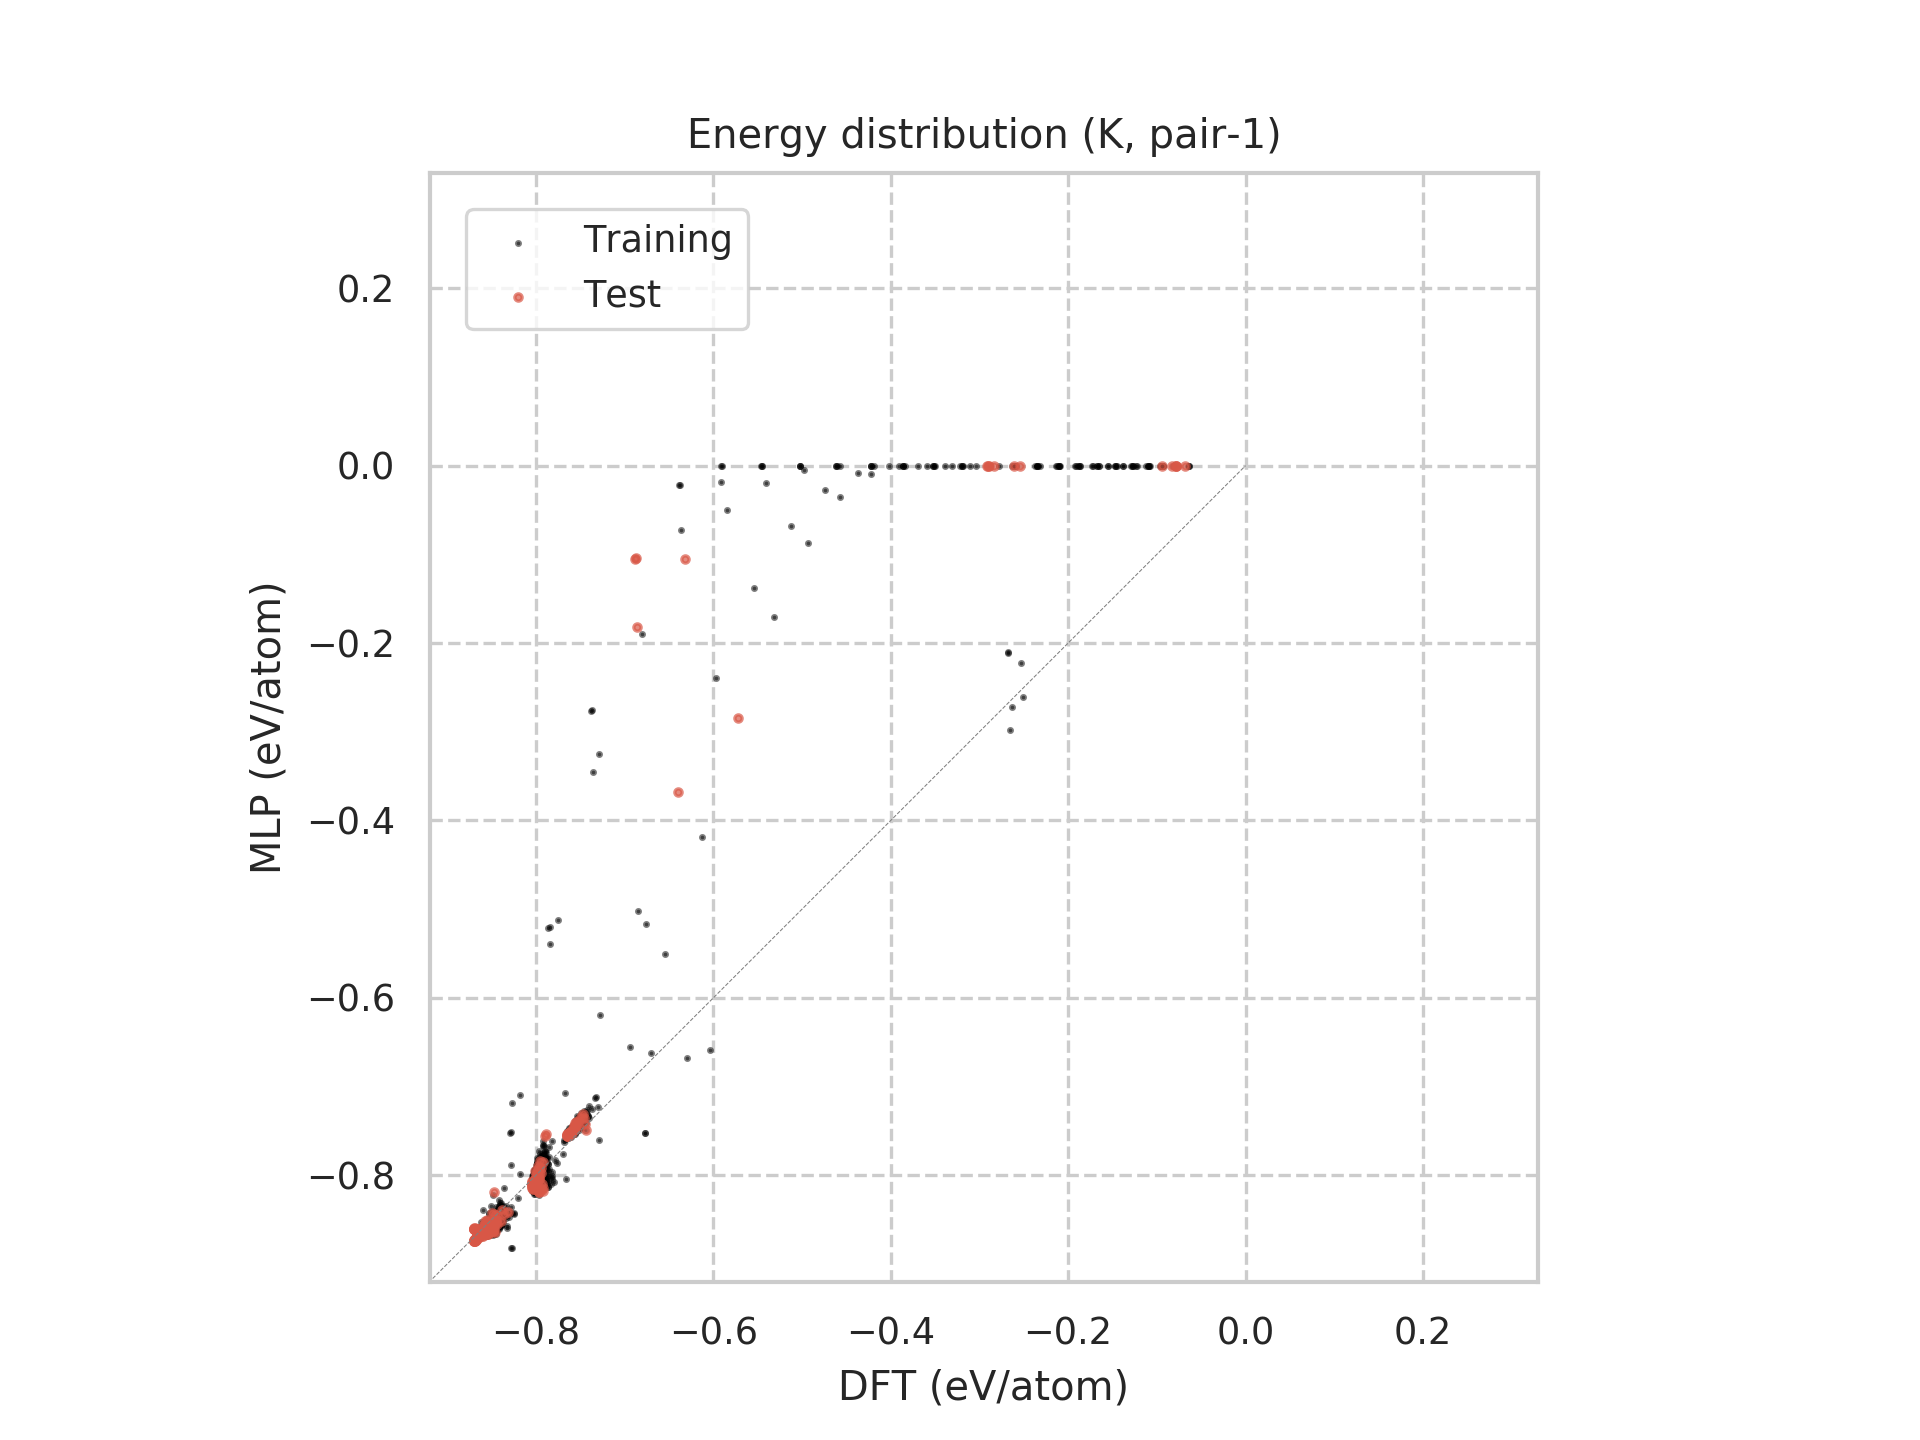 Energy distribution (K, pair-1)
Training
Test
0.2
0.0
−0.2
−0.4
−0.6
−0.8
MLP (eV/atom)
−0.8 −0.6 −0.4 −0.2 0.0 0.2
DFT (eV/atom)